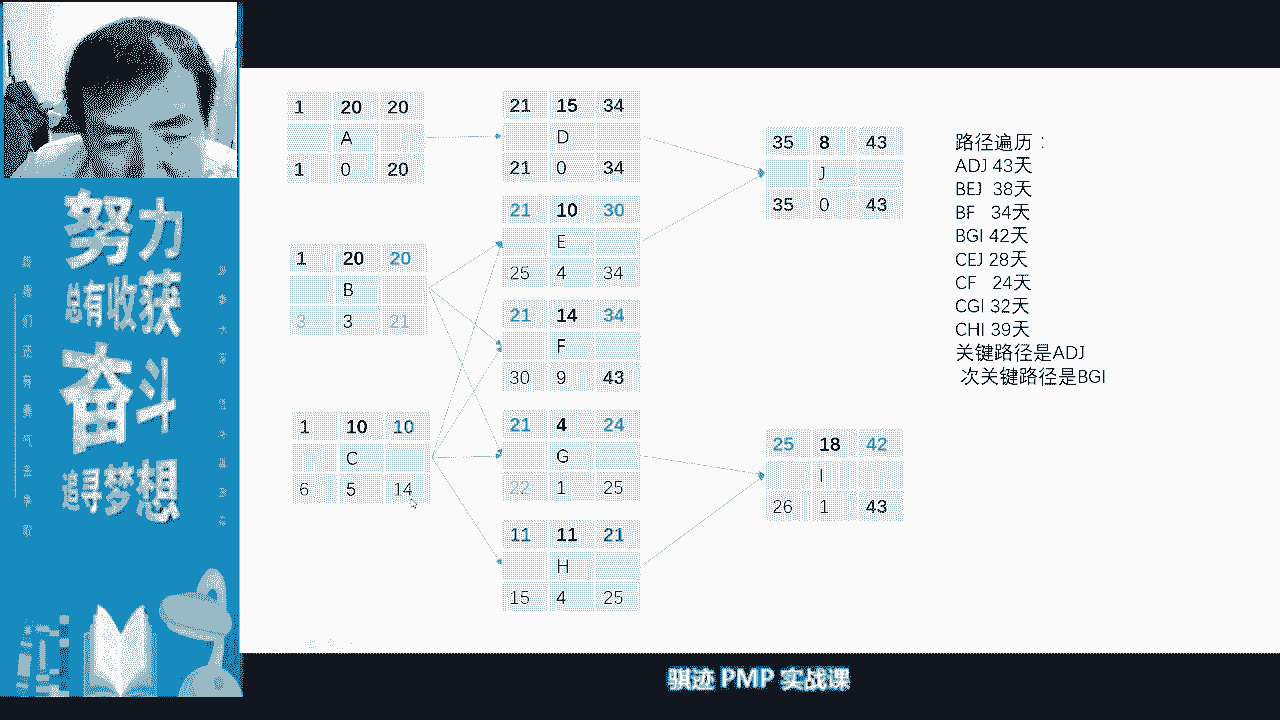 努力
总有收获
奋斗
追寻梦想
1 20 20
A
1 0 20
21 15 34
D
21 0 34
35 8 43
J
35 0 43
21 10 30
E
25 4 34
1 20 20
B
3 3 21
21 14 34
F
30 9 43
1 10 10
C
6 5 14
21 4 24
G
22 1 25
25 18 42
I
26 1 43
11 11 21
H
15 4 25
路径遍历：
ADJ 43天
BEJ 38天
BF 34天
BGI 42天
CEJ 28天
CF 24天
CGI 32天
CHI 39天
关键路径是ADJ
次关键路径是BGI
骐迹 PMP 实战课